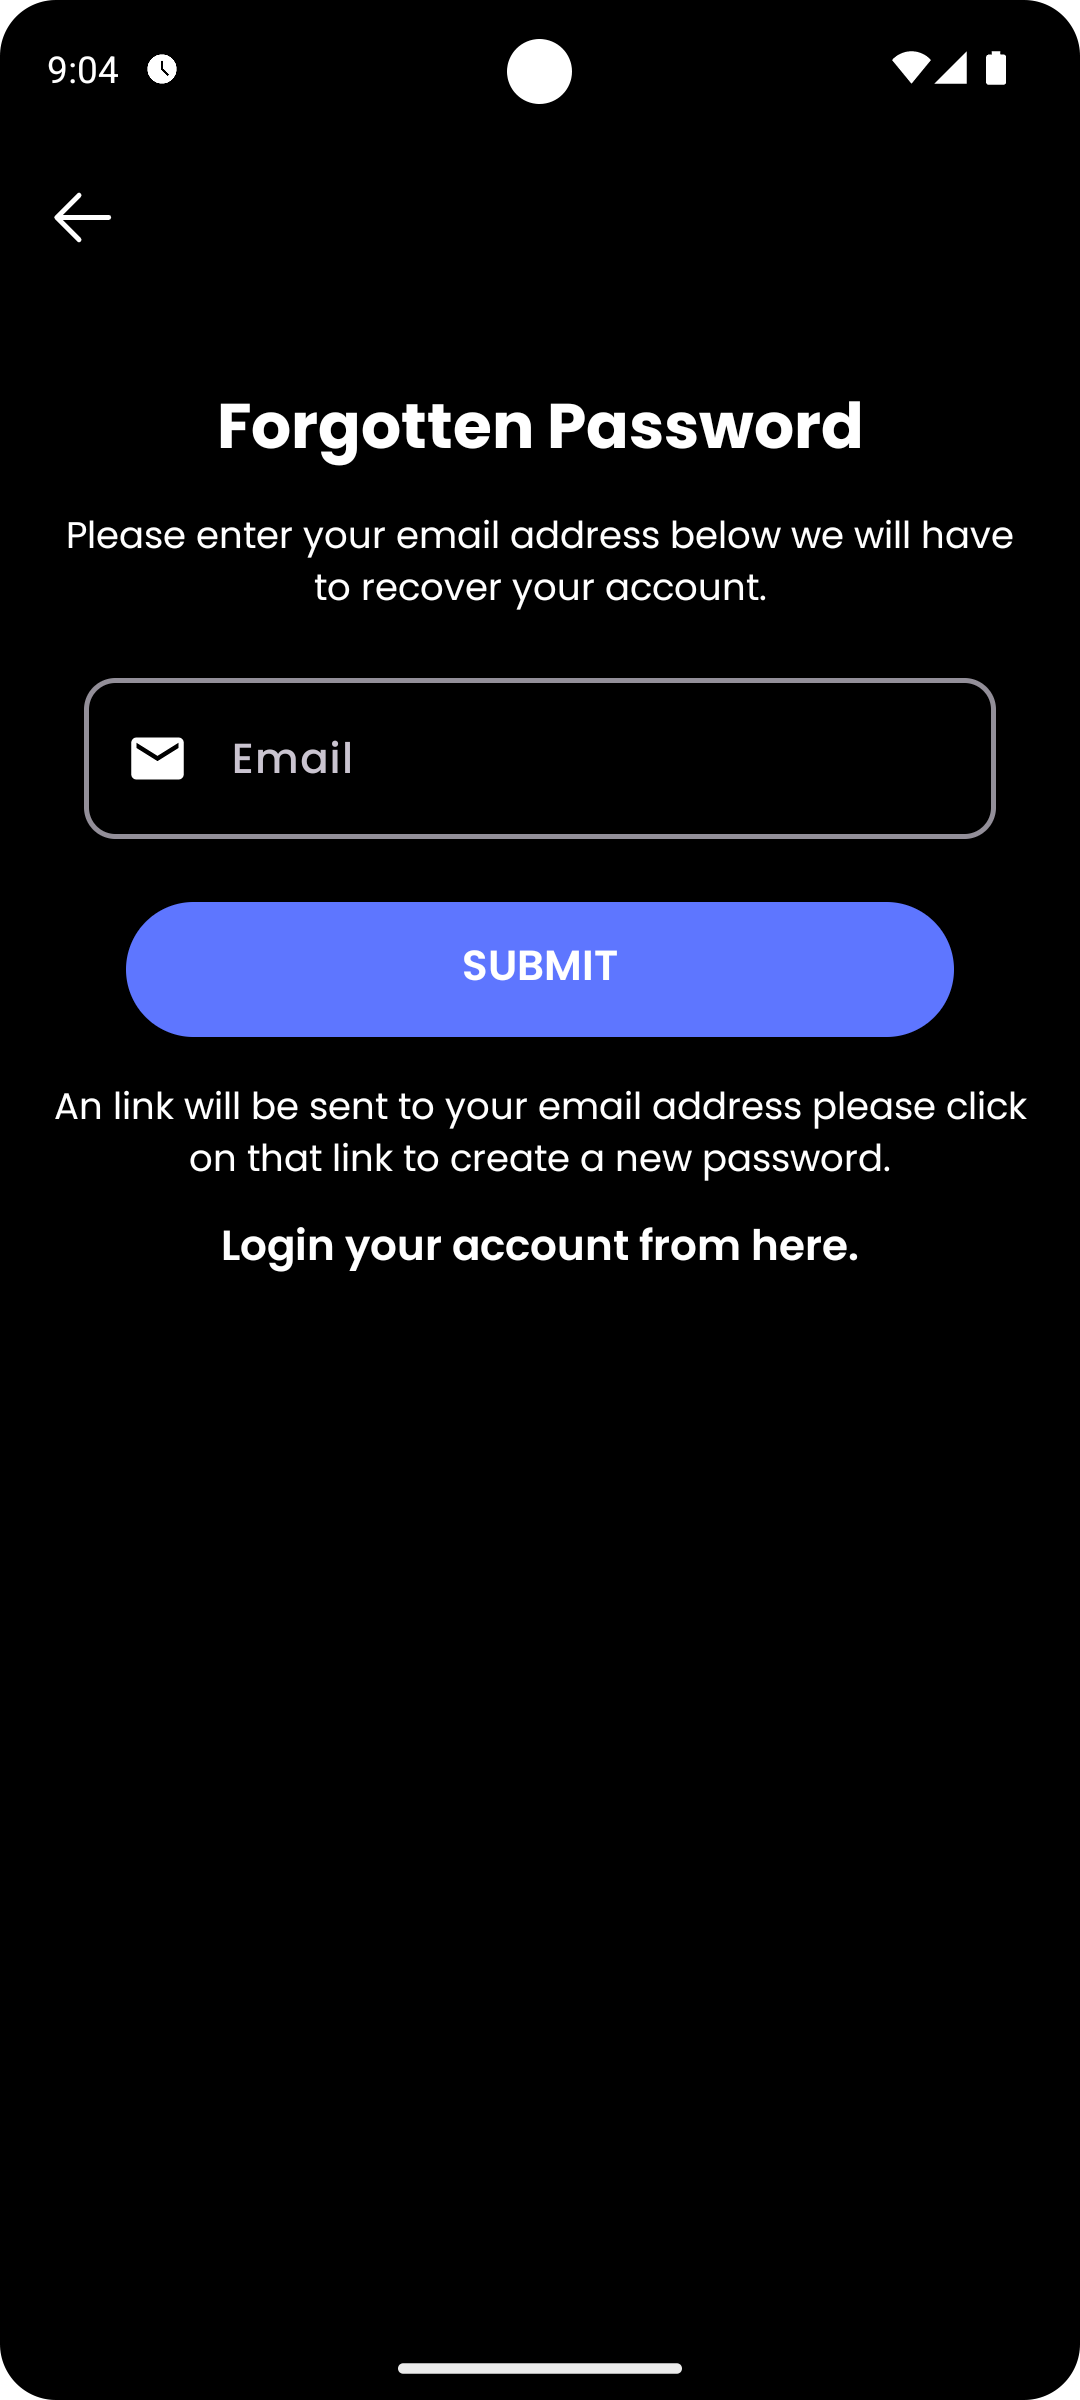 9:04
Forgotten Password
Please enter your email address below we will have
to recover your account.
Email
SUBMIT
An link will be sent to your email address please click
on that link to create a new password.
Login your account from here.